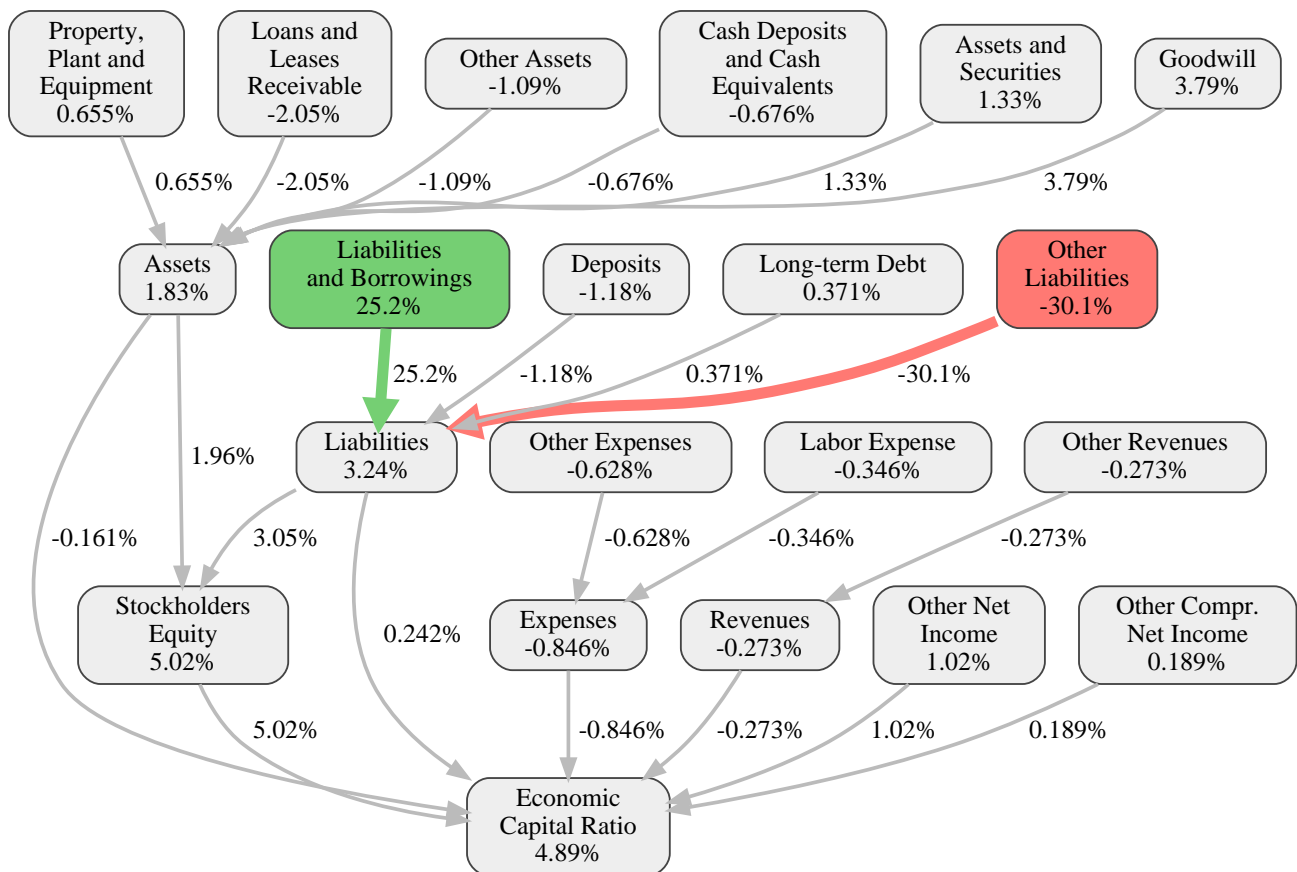 Property,
Plant and
Equipment
0.655%
Loans and
Leases
Receivable
-2.05%
Other Assets
-1.09%
Cash Deposits
and Cash
Equivalents
-0.676%
Assets and
Securities
1.33%
Goodwill
3.79%
0.655%
-2.05%
-1.09%
-0.676%
1.33%
3.79%
Assets
1.83%
Liabilities
and Borrowings
25.2%
Deposits
-1.18%
Long-term Debt
0.371%
Other
Liabilities
-30.1%
25.2%
-1.18%
0.371%
-30.1%
1.96%
Liabilities
3.24%
Other Expenses
-0.628%
Labor Expense
-0.346%
Other Revenues
-0.273%
-0.161%
3.05%
-0.628%
-0.346%
-0.273%
Stockholders
Equity
5.02%
0.242%
Expenses
-0.846%
Revenues
-0.273%
Other Net
Income
1.02%
Other Compr.
Net Income
0.189%
5.02%
-0.846%
-0.273%
1.02%
0.189%
Economic
Capital Ratio
4.89%